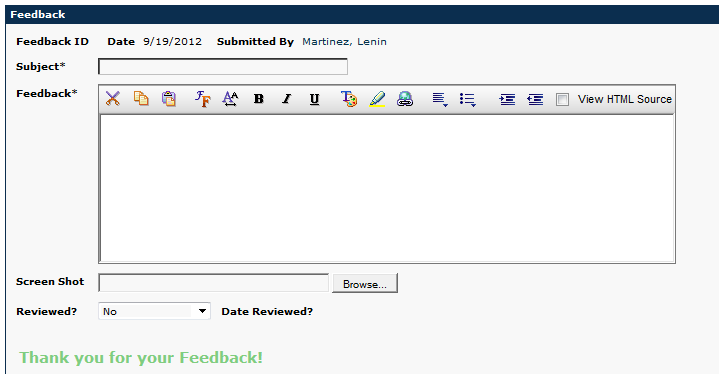 Feedback
Feedback ID Date 9/19/2012 Submitted By Martinez, Lenin
Subject*
Feedback* B I U View HTML Source
Screen Shot Browse...
Reviewed? No Date Reviewed?
Thank you for your Feedback!